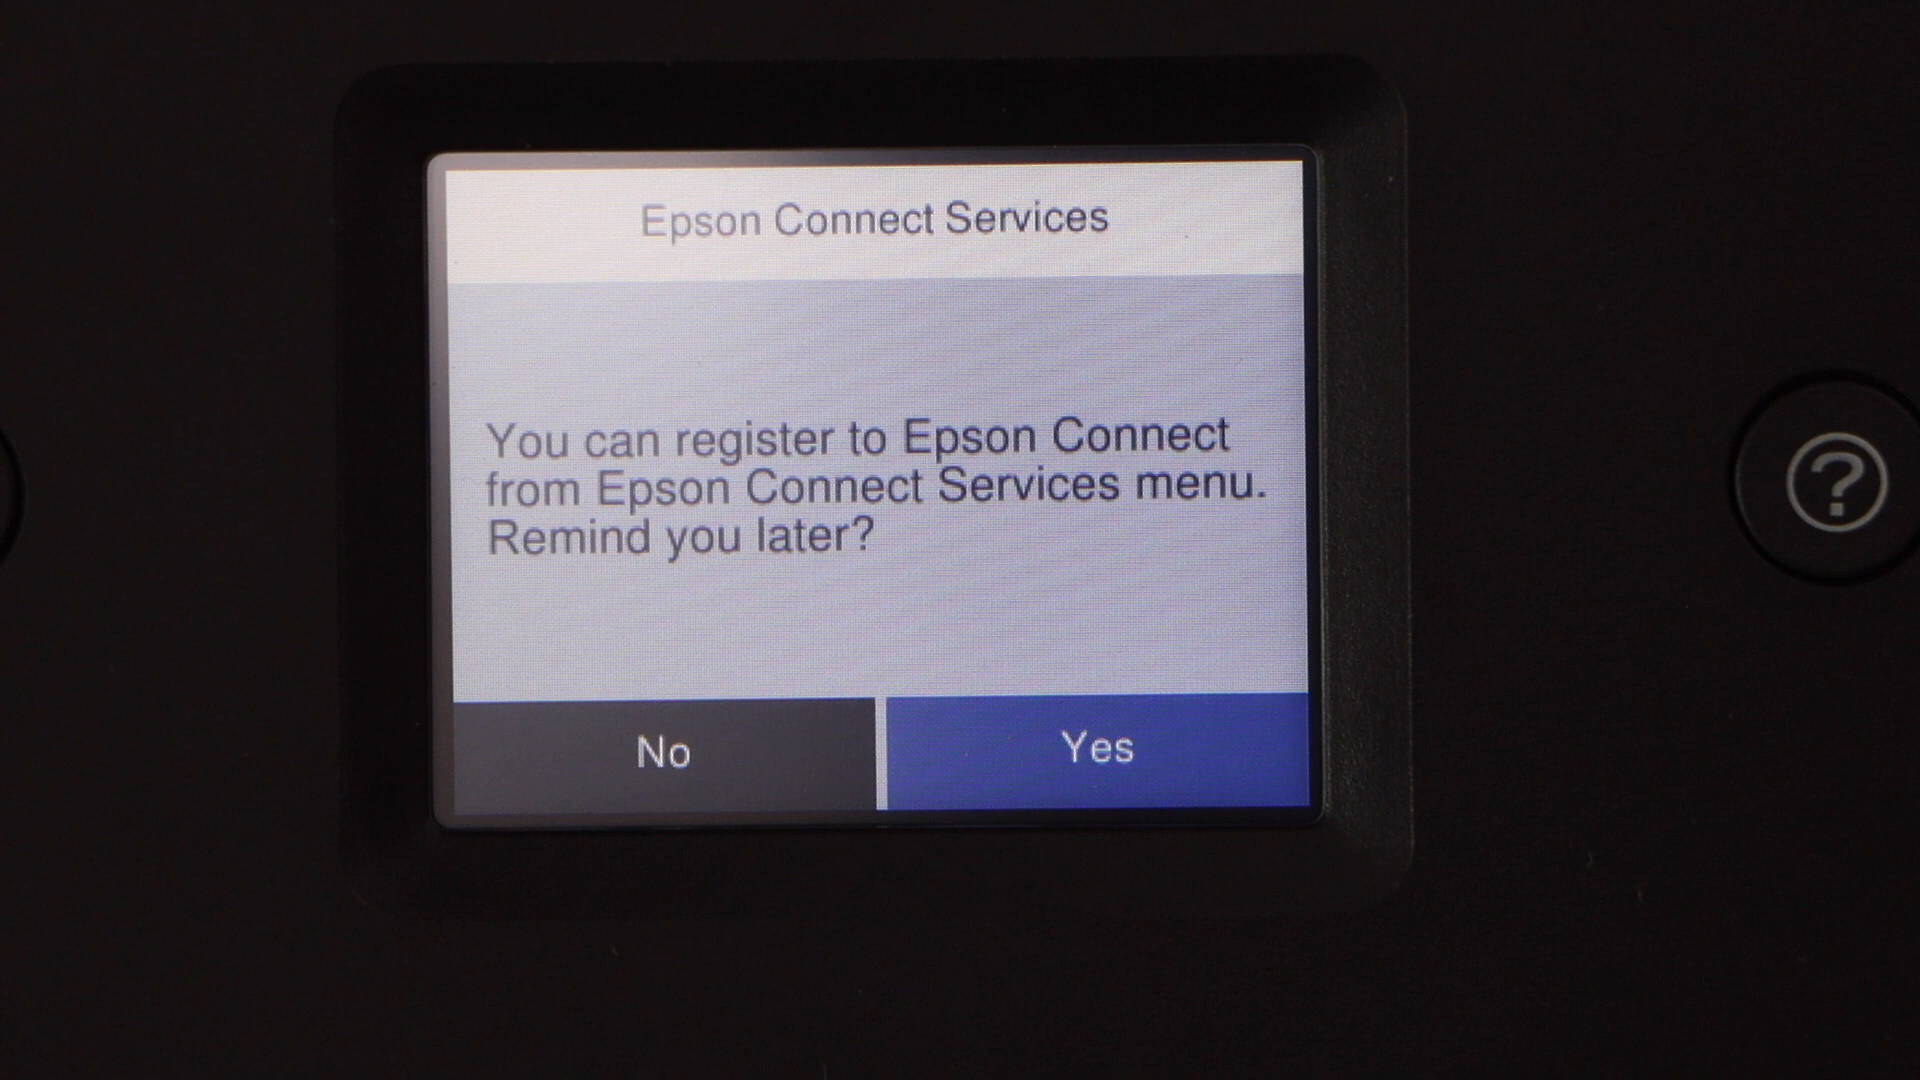 Epson Connect Services
You can register to Epson Connect
from Epson Connect Services menu.
Remind you later?
No
Yes
?